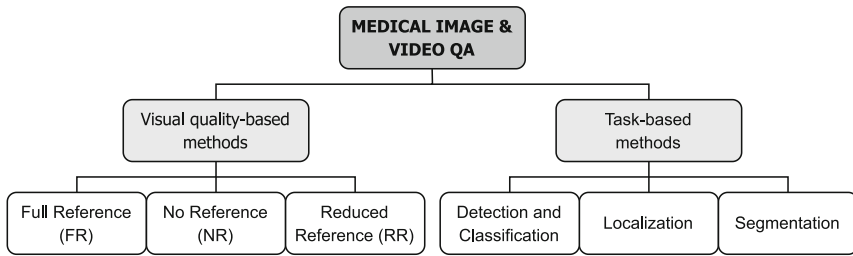 MEDICAL IMAGE &
VIDEO QA
Visual quality-based
methods
Task-based
methods
Full Reference
(FR)
No Reference
(NR)
Reduced
Reference (RR)
Detection and
Classification
Localization
Segmentation